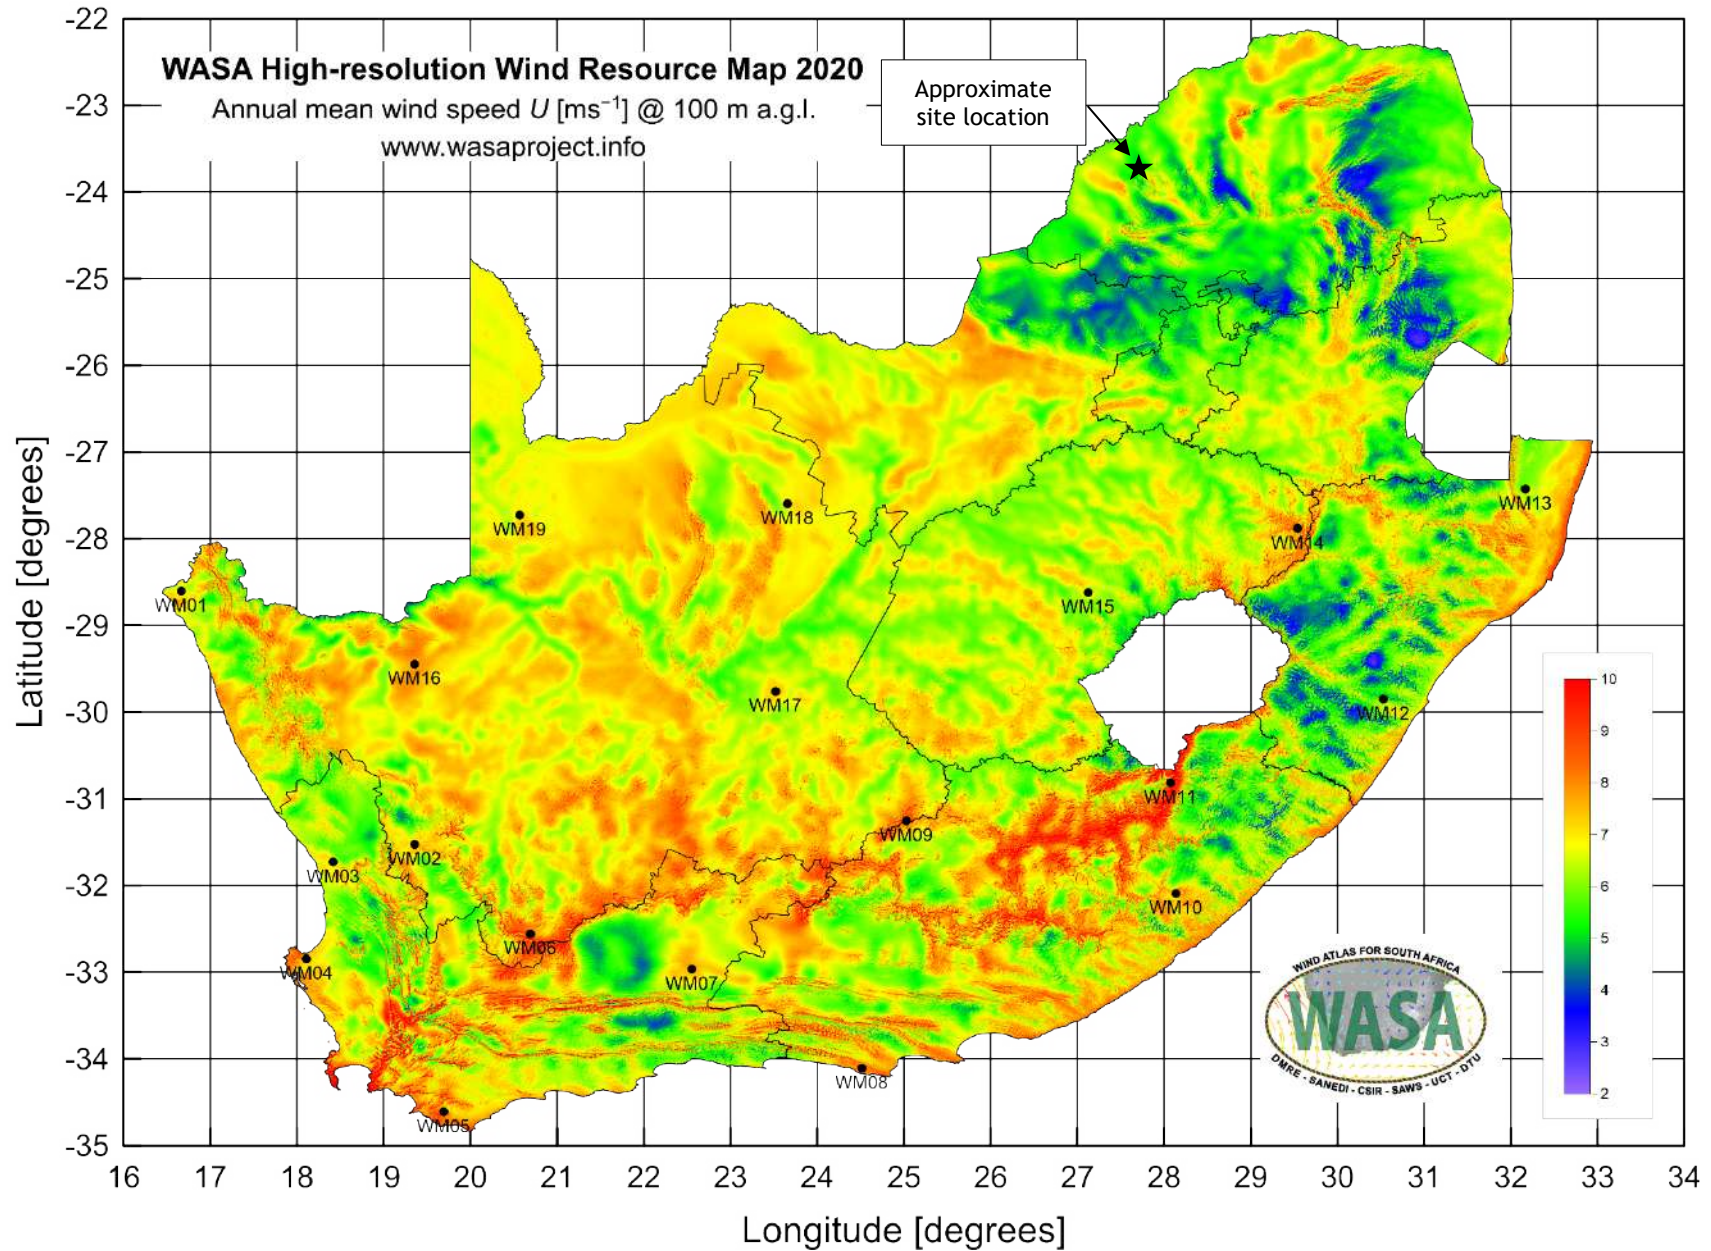 WASA High-resolution Wind Resource Map 2020
Annual mean wind speed U [ms⁻¹] @ 100 m a.g.l.
www.wasaproject.info
Approximate
site location
-22
-23
-24
-25
-26
-27
-28
-29
-30
-31
-32
-33
-34
-35
Latitude [degrees]
WM13
WM18
WM19
WM14
WM01
WM15
WM16
WM17
WM12
WM11
WM09
WM02
WM03
WM10
WM06
WM04
WM07
WM08
WM05
10
9
8
7
6
5
4
3
2
WIND ATLAS FOR SOUTH AFRICA
WASA
DMRE - SANEDI - CSIR - SAWS - UCT - DTU
16 17 18 19 20 21 22 23 24 25 26 27 28 29 30 31 32 33 34
Longitude [degrees]